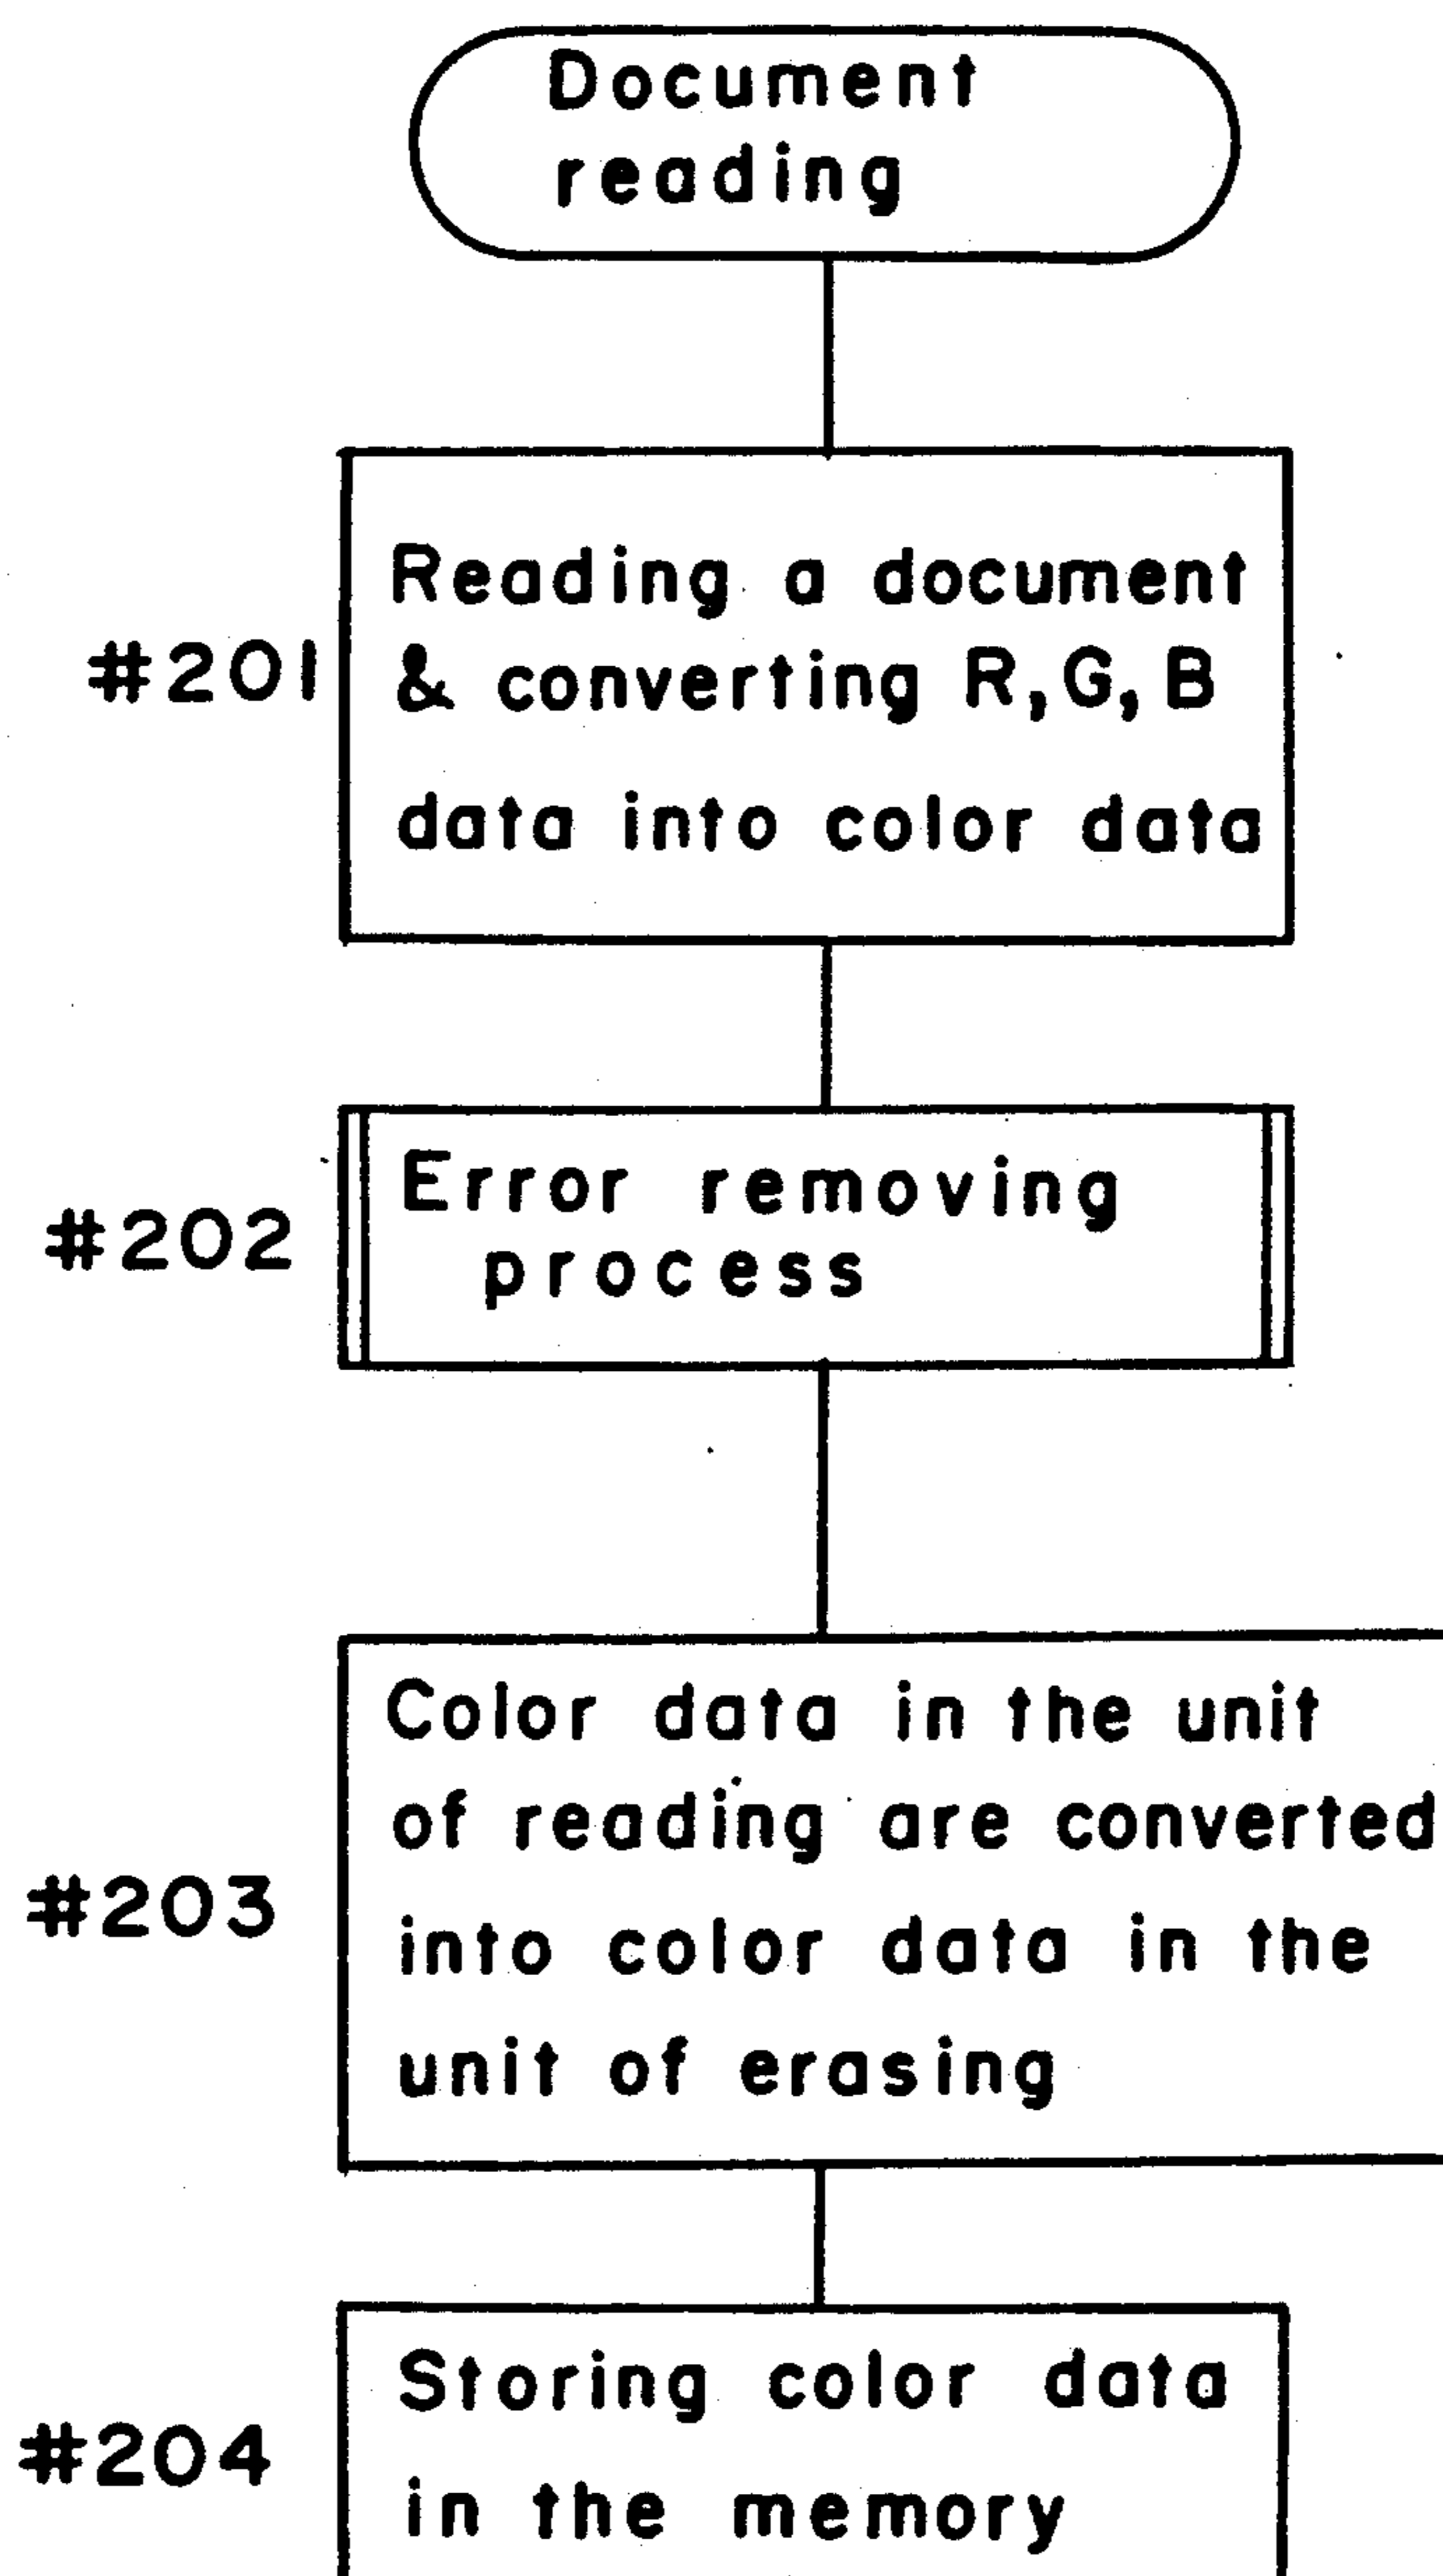 Document
reading
#201
Reading a document
& converting R,G,B
data into color data
#202
Error removing
process
#203
Color data in the unit
of reading are converted
into color data in the
unit of erasing
#204
Storing color data
in the memory